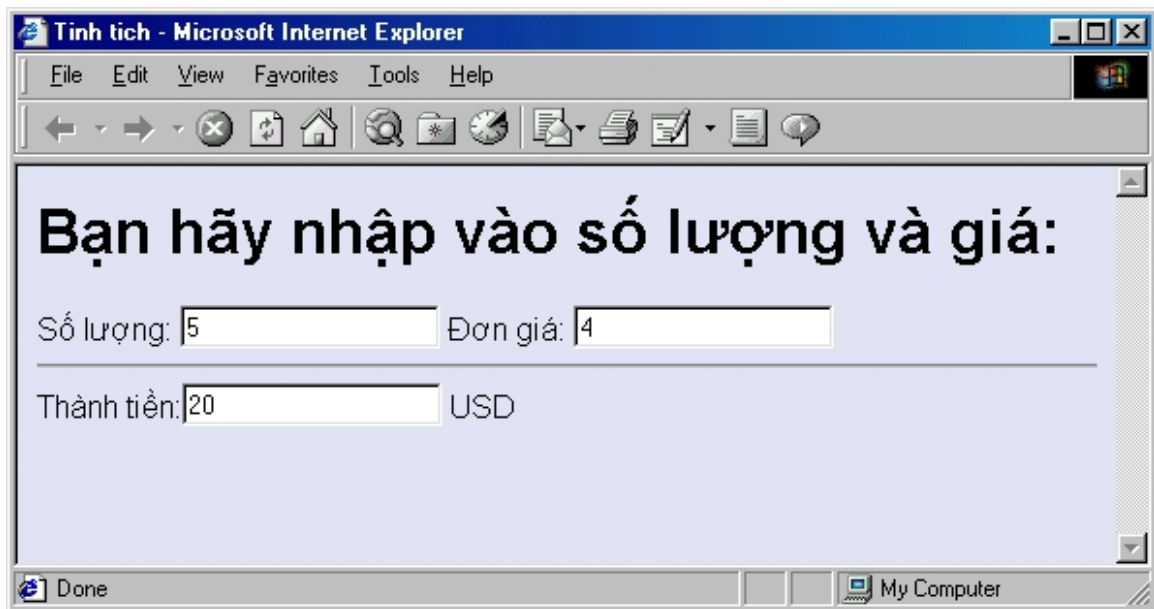 Tinh tich - Microsoft Internet Explorer
File Edit View Favorites Tools Help
Bạn hãy nhập vào số lượng và giá:
Số lượng: 5 Đơn giá: 4
Thành tiền: 20 USD
Done My Computer